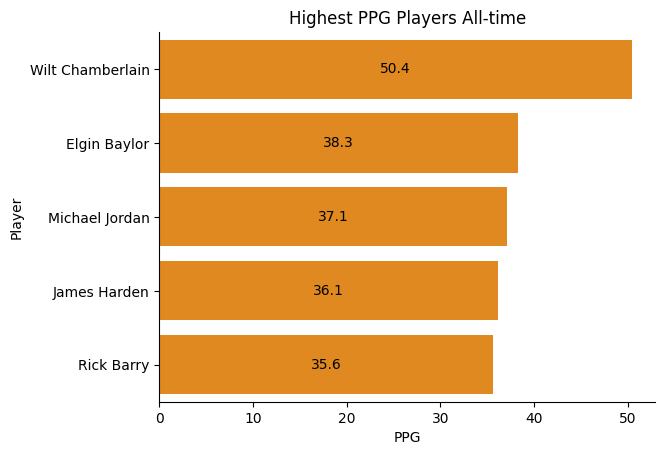 Highest PPG Players All-time
Player
Wilt Chamberlain 50.4
Elgin Baylor 38.3
Michael Jordan 37.1
James Harden 36.1
Rick Barry 35.6
0 10 20 30 40 50
PPG